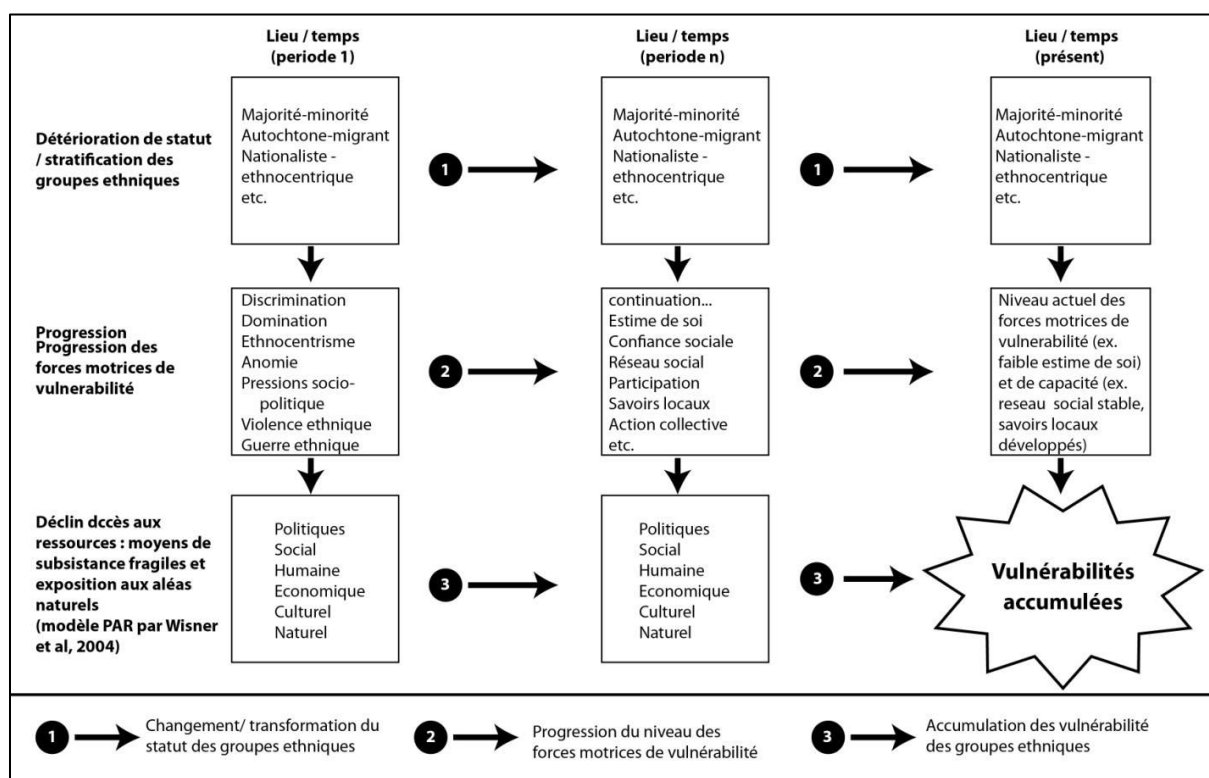 Lieu / temps
(periode 1)
Lieu / temps
(periode n)
Lieu / temps
(présent)
Détérioration de statut
/ stratification des
groupes ethniques
Majorité-minorité
Autochtone-migrant
Nationaliste -
ethnocentrique
etc.
1
Majorité-minorité
Autochtone-migrant
Nationaliste -
ethnocentrique
etc.
1
Majorité-minorité
Autochtone-migrant
Nationaliste -
ethnocentrique
etc.
Progression
Progression des
forces motrices de
vulnerabilité
Discrimination
Domination
Ethnocentrisme
Anomie
Pressions socio-
politique
Violence ethnique
Guerre ethnique
2
continuation...
Estime de soi
Confiance sociale
Réseau social
Participation
Savoirs locaux
Action collective
etc.
2
Niveau actuel des
forces motrices de
vulnerabilité (ex.
faible estime de soi)
et de capacité (ex.
reseau social stable,
savoirs locaux
développés)
Déclin dccès aux
ressources : moyens de
subsistance fragiles et
exposition aux aléas
naturels
(modèle PAR par Wisner
et al, 2004)
Politiques
Social
Humaine
Economique
Culturel
Naturel
3
Politiques
Social
Humaine
Economique
Culturel
Naturel
3
Vulnérabilités
accumulées
1
Changement/ transformation du
statut des groupes ethniques
2
Progression du niveau des
forces motrices de vulnérabilité
3
Accumulation des vulnérabilité
des groupes ethniques